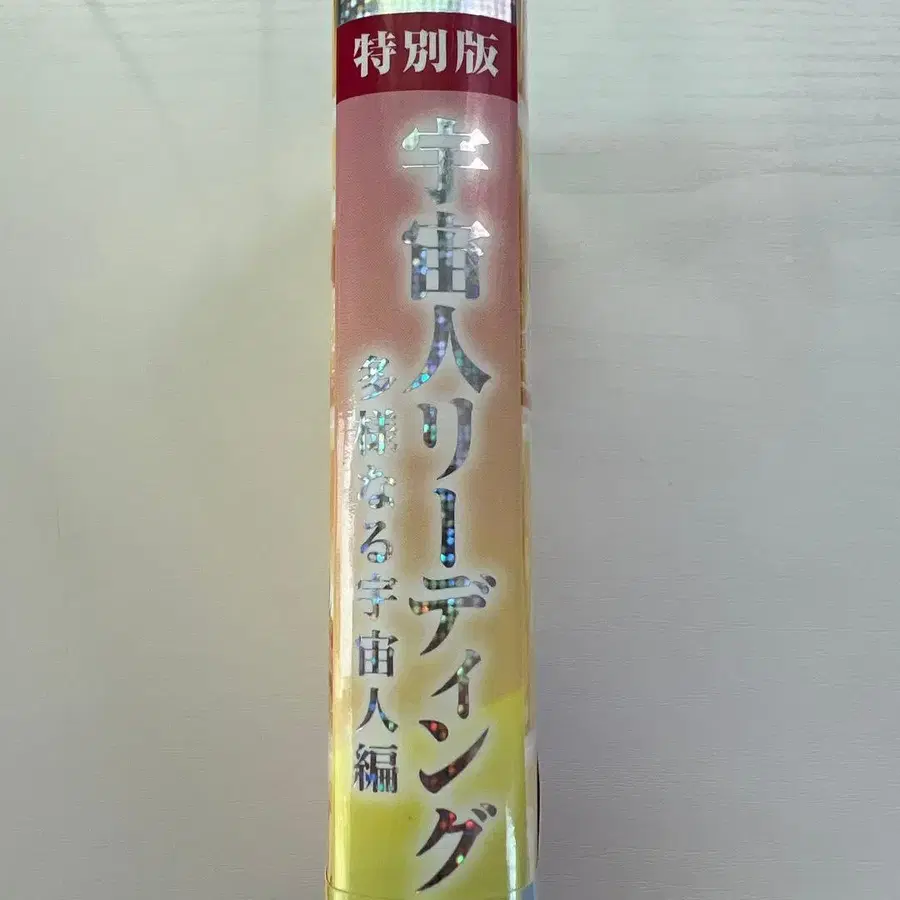 特別版
宇宙人リーディング
多様なる宇宙人編